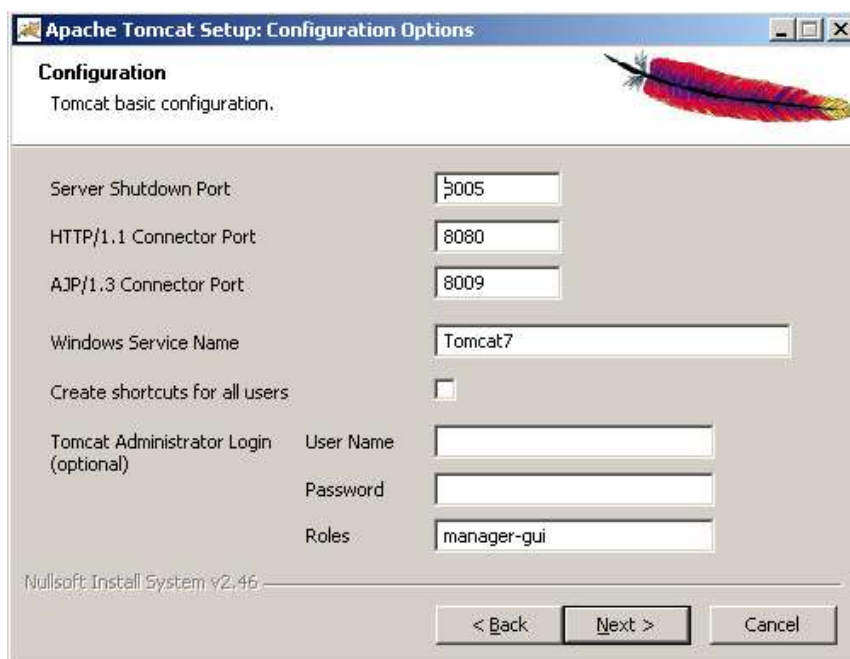 Apache Tomcat Setup: Configuration Options
Configuration
Tomcat basic configuration.
Server Shutdown Port 8005
HTTP/1.1 Connector Port 8080
AJP/1.3 Connector Port 8009
Windows Service Name Tomcat7
Create shortcuts for all users
Tomcat Administrator Login User Name
(optional)
Password
Roles manager-gui
Nullsoft Install System v2.46
< Back Next > Cancel